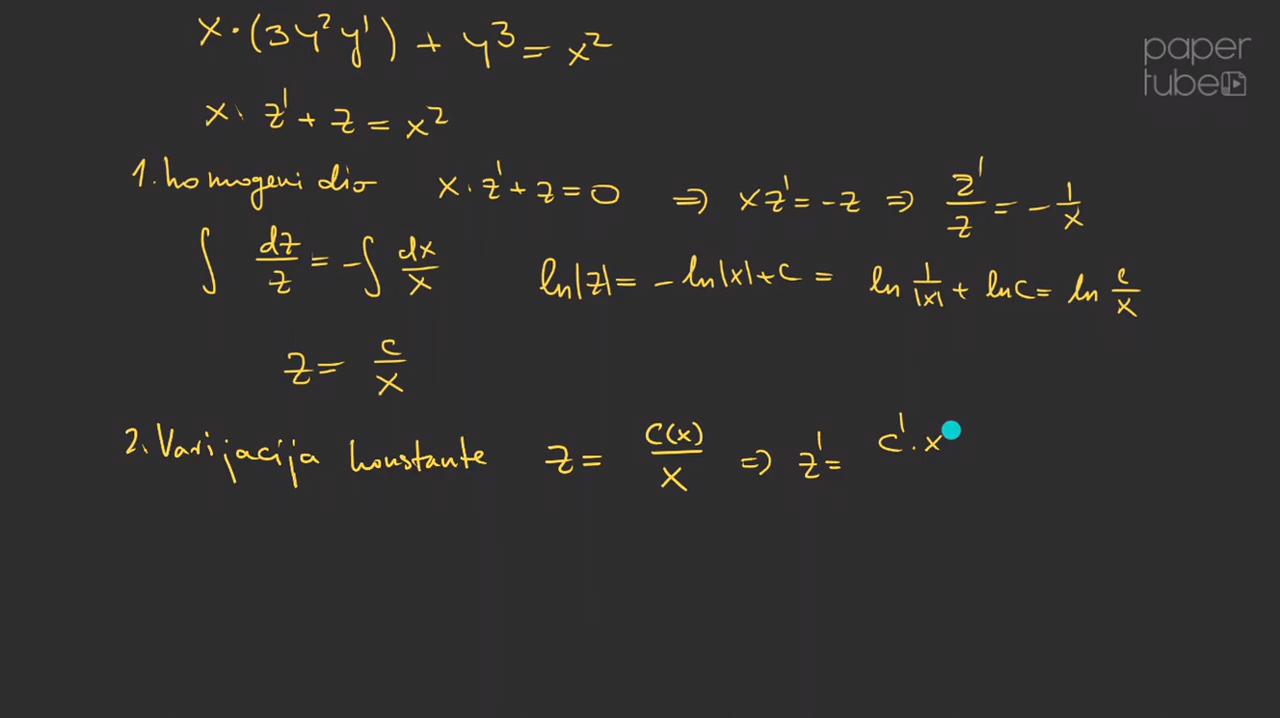 x·(3y²y') + y³ = x²
paper
tube
x· z' + z = x²
1. homogeni dio x·z' + z = 0 ⇒ xz' = -z ⇒ z'/z = -1/x
∫ dz/z = -∫ dx/x ln|z| = -ln|x| + c = ln 1/|x| + ln c = ln c/x
z = c/x
2. Varijacija konstante z = c(x)/x ⇒ z' = c'·x